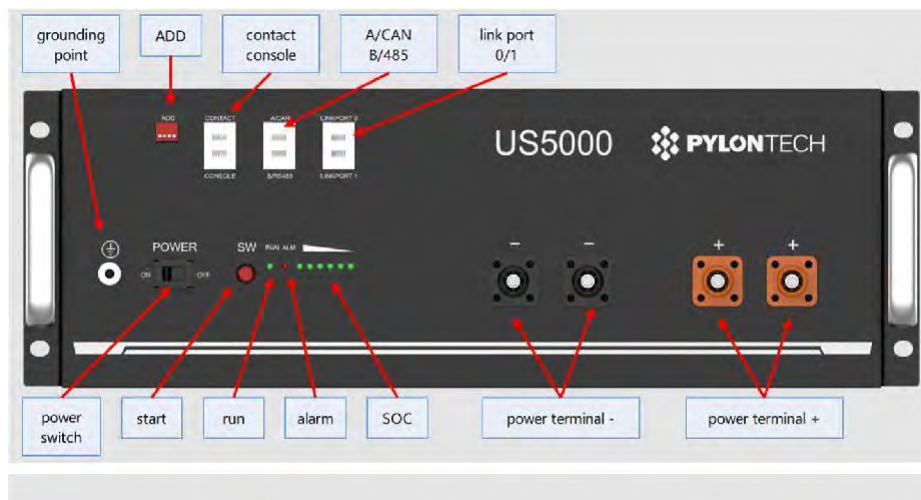 grounding
point
ADD
contact
console
A/CAN
B/485
link port
0/1
ADD
CONTACT
A/CAN
LINKPORT 0
CONSOLE
B/RS485
LINKPORT 1
US5000
PYLONTECH
POWER
ON
OFF
SW
RUN
ALM
−
−
+
+
power
switch
start
run
alarm
SOC
power terminal -
power terminal +